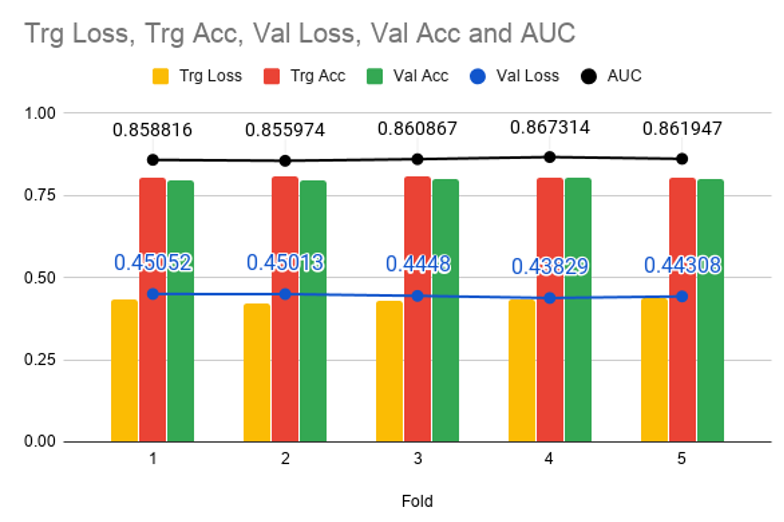 Trg Loss, Trg Acc, Val Loss, Val Acc and AUC
Trg Loss Trg Acc Val Acc Val Loss AUC
1.00
0.858816 0.855974 0.860867 0.867314 0.861947
0.75
0.45052 0.45013 0.4448 0.43829 0.44308
0.50
0.25
0.00
1 2 3 4 5
Fold